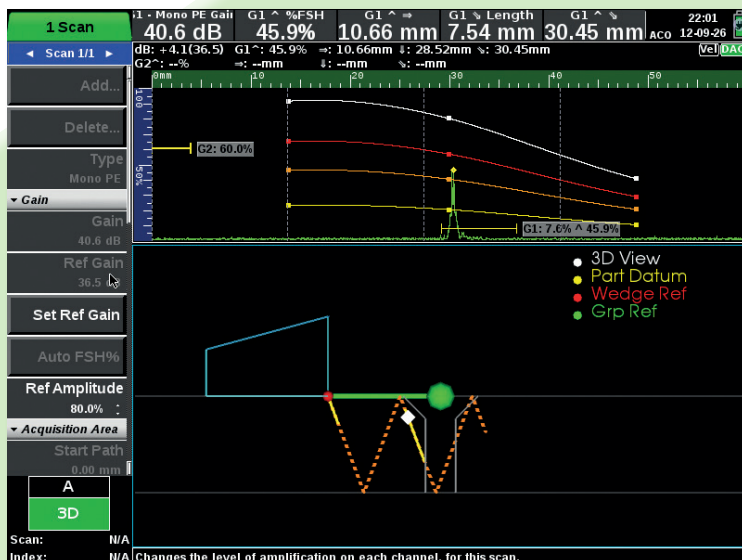 1 Scan
Scan 1/1
Add...
Delete...
Type
Mono PE
Gain
Gain
40.6 dB
Ref Gain
36.5
Set Ref Gain
Auto FSH%
Ref Amplitude
80.0%
Acquisition Area
Start Path
0.00 mm
A
3D
Scan: N/A
Index: N/A
- Mono PE Gain
40.6 dB
G1 ^ %FSH
45.9%
G1 ^ ⇒
10.66 mm
G1 ⇘ Length
7.54 mm
G1 ^ ⇘
30.45 mm
ACO
22:01
12-09-26
Vel
DAC
dB: +4.1(36.5) G1^: 45.9% ⇒: 10.66mm ⇓: 28.52mm ⇘: 30.45mm
G2^: --% ⇒: --mm ⇓: --mm ⇘: --mm
0mm 10 20 30 40 50
100
50%
G2: 60.0%
G1: 7.6% ^ 45.9%
3D View
Part Datum
Wedge Ref
Grp Ref
Changes the level of amplification on each channel, for this scan.